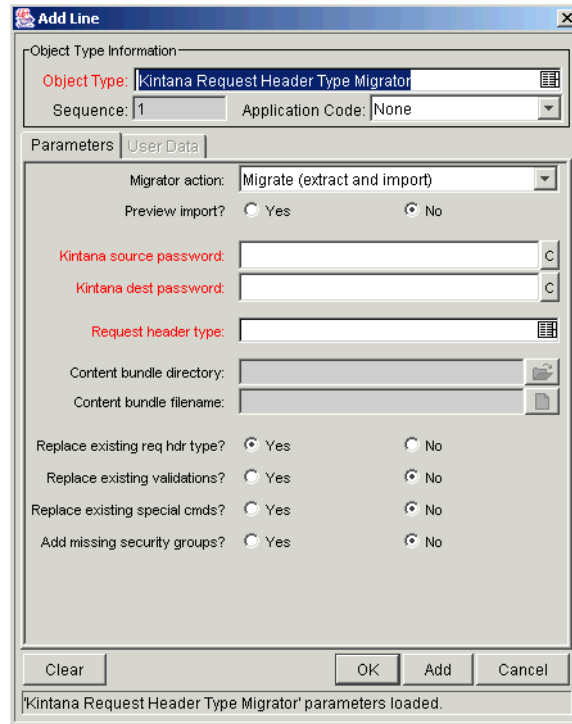 Add Line
Object Type Information
Object Type: Kintana Request Header Type Migrator
Sequence: 1 Application Code: None
Parameters User Data
Migrator action: Migrate (extract and import)
Preview import? Yes No
Kintana source password: C
Kintana dest password: C
Request header type:
Content bundle directory:
Content bundle filename:
Replace existing req hdr type? Yes No
Replace existing validations? Yes No
Replace existing special cmds? Yes No
Add missing security groups? Yes No
Clear OK Add Cancel
'Kintana Request Header Type Migrator' parameters loaded.